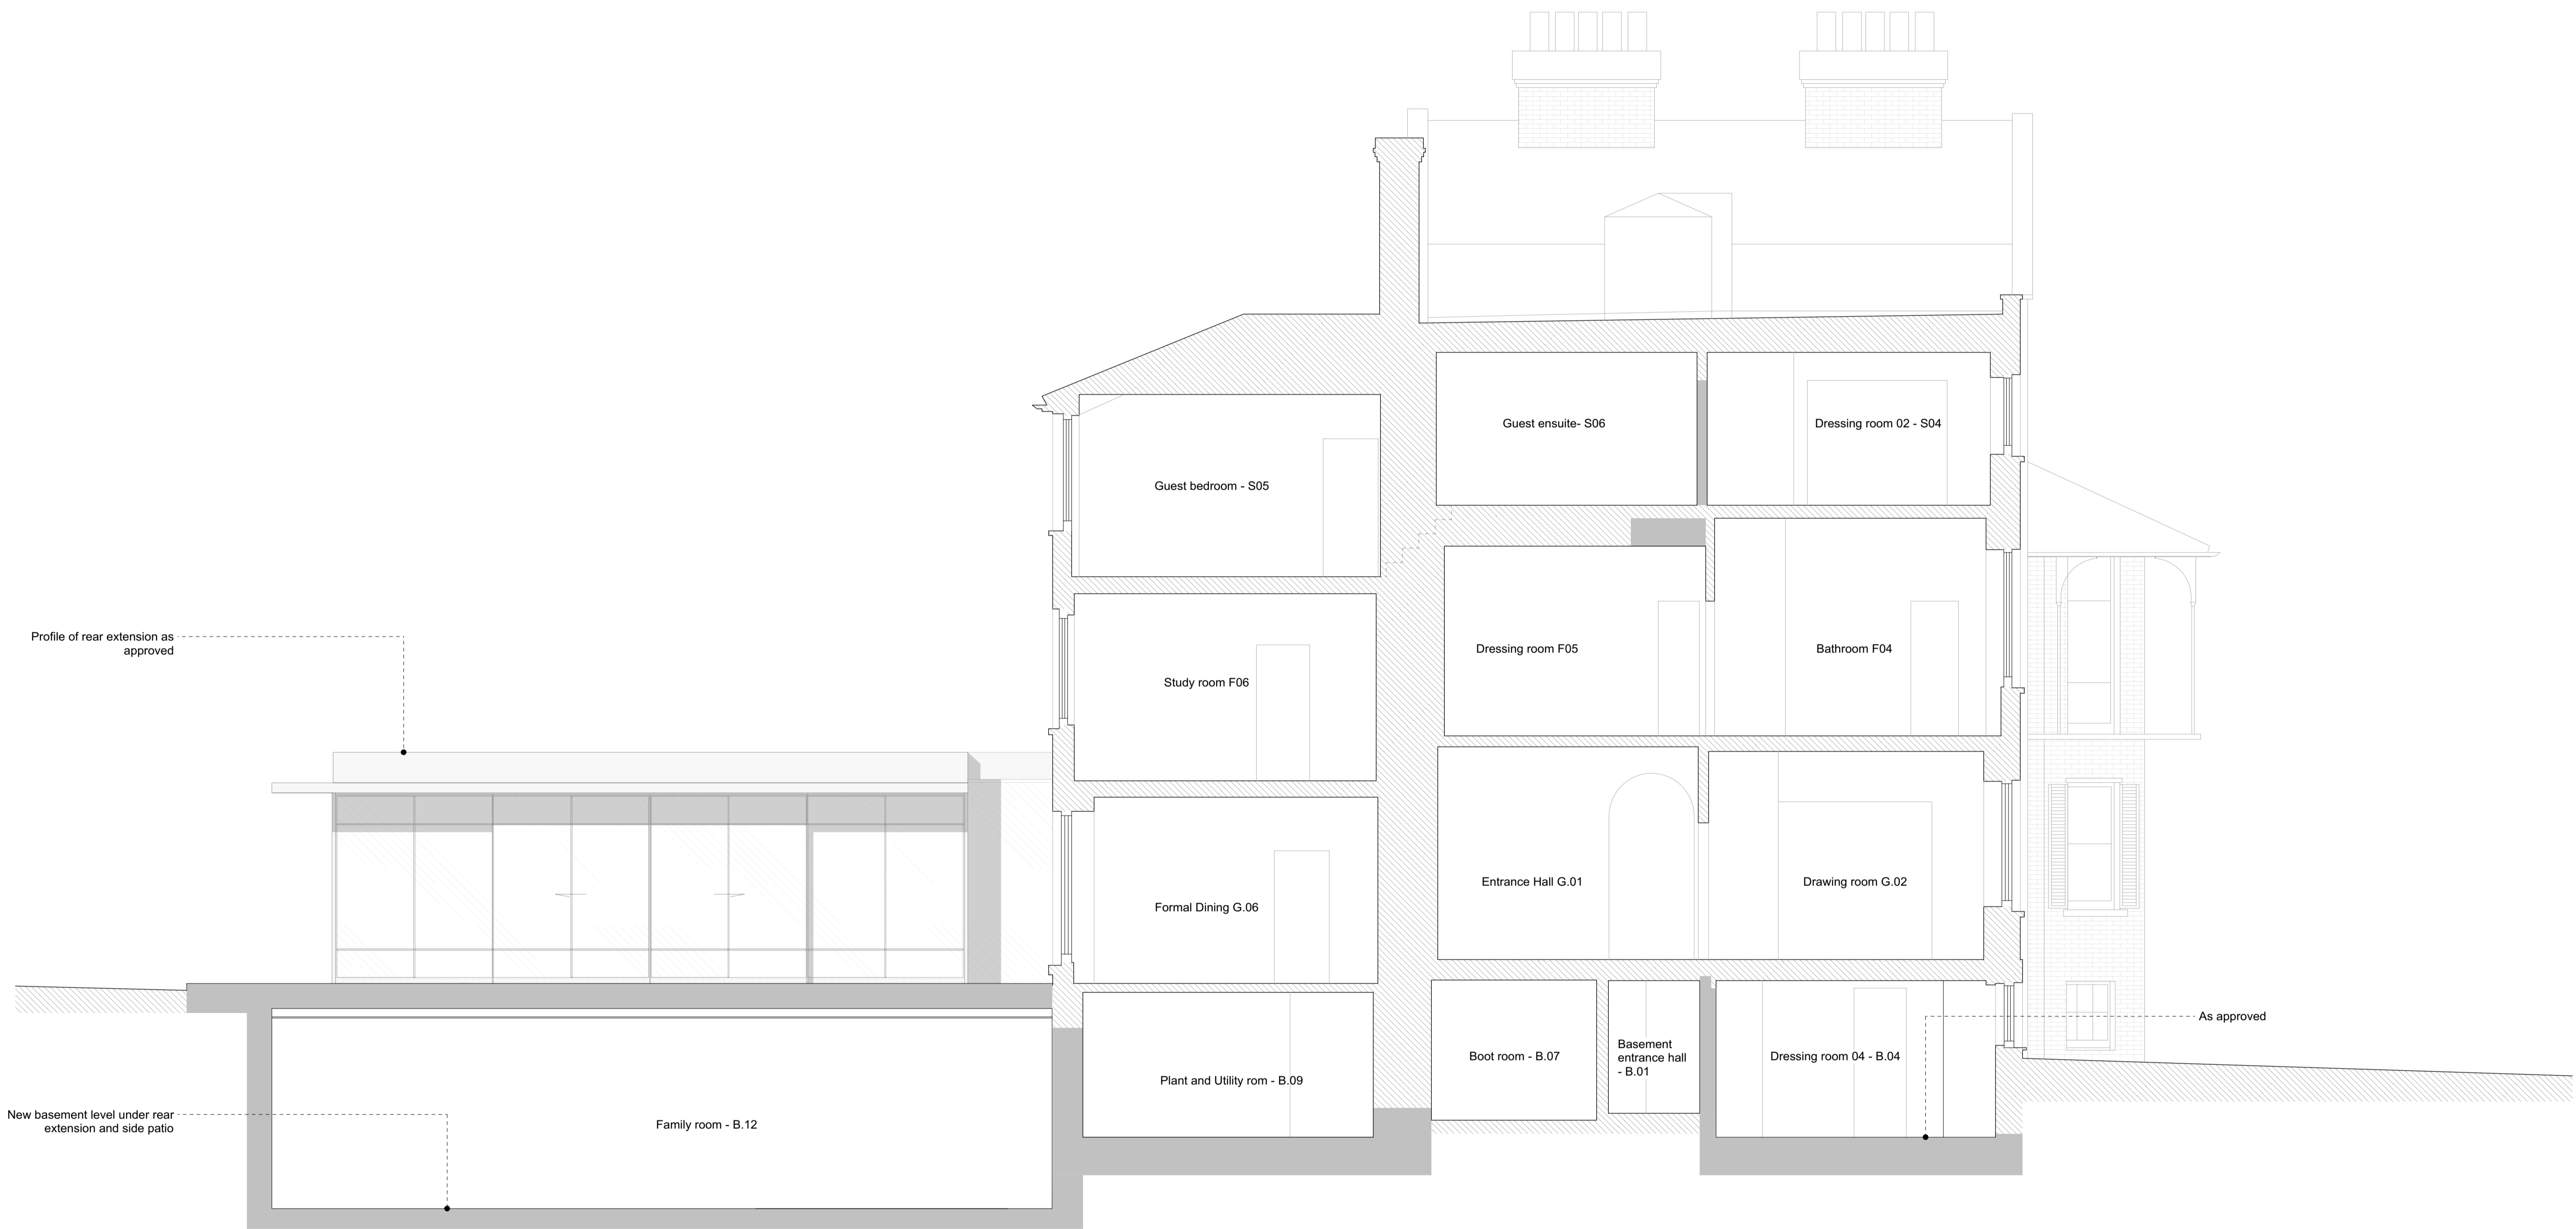 Guest ensuite- S06
Dressing room 02 - S04
Guest bedroom - S05
Profile of rear extension as
approved
Dressing room F05
Bathroom F04
Study room F06
Entrance Hall G.01
Drawing room G.02
Formal Dining G.06
As approved
Basement
entrance hall
- B.01
Boot room - B.07
Dressing room 04 - B.04
Plant and Utility rom - B.09
New basement level under rear
extension and side patio
Family room - B.12